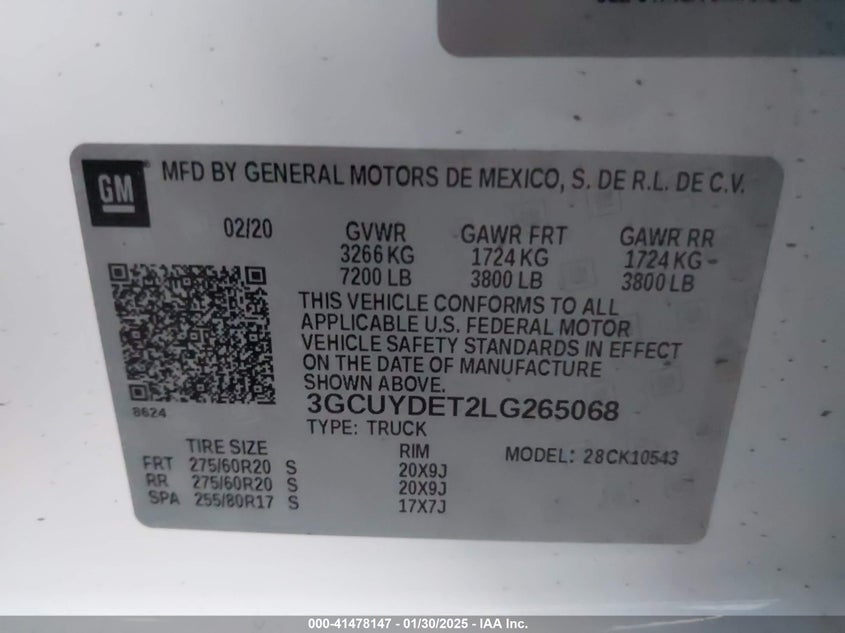 GM
MFD BY GENERAL MOTORS DE MEXICO, S. DE R.L. DE C.V.
02/20 GVWR GAWR FRT GAWR RR
3266 KG 1724 KG 1724 KG
7200 LB 3800 LB 3800 LB
THIS VEHICLE CONFORMS TO ALL
APPLICABLE U.S. FEDERAL MOTOR
VEHICLE SAFETY STANDARDS IN EFFECT
ON THE DATE OF MANUFACTURE
SHOWN ABOVE.
8624
3GCUYDET2LG265068
TYPE: TRUCK
TIRE SIZE RIM MODEL: 28CK10543
FRT 275/60R20 S 20X9J
RR 275/60R20 S 20X9J
SPA 255/80R17 S 17X7J
000-41478147 - 01/30/2025 - IAA Inc.